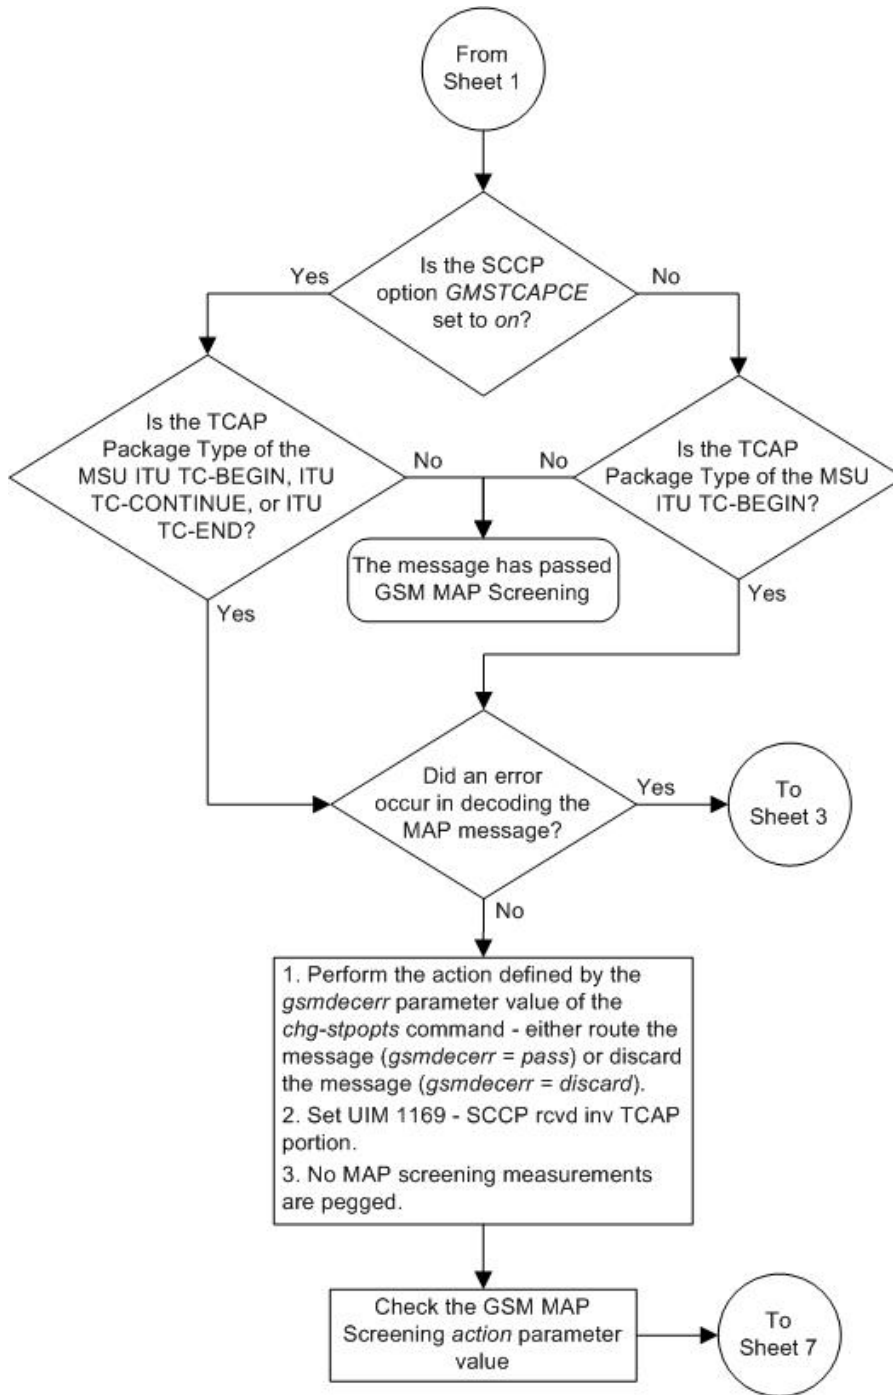 From
Sheet 1
Is the SCCP
option GMSTCAPCE
set to on?
Yes
No
Is the TCAP
Package Type of the
MSU ITU TC-BEGIN, ITU
TC-CONTINUE, or ITU
TC-END?
No
No
Is the TCAP
Package Type of the MSU
ITU TC-BEGIN?
The message has passed
GSM MAP Screening
Yes
Yes
Did an error
occur in decoding the
MAP message?
Yes
To
Sheet 3
No
1. Perform the action defined by the
gsmdecerr parameter value of the
chg-stpopts command - either route the
message (gsmdecerr = pass) or discard
the message (gsmdecerr = discard).
2. Set UIM 1169 - SCCP rcvd inv TCAP
portion.
3. No MAP screening measurements
are pegged.
Check the GSM MAP
Screening action parameter
value
To
Sheet 7